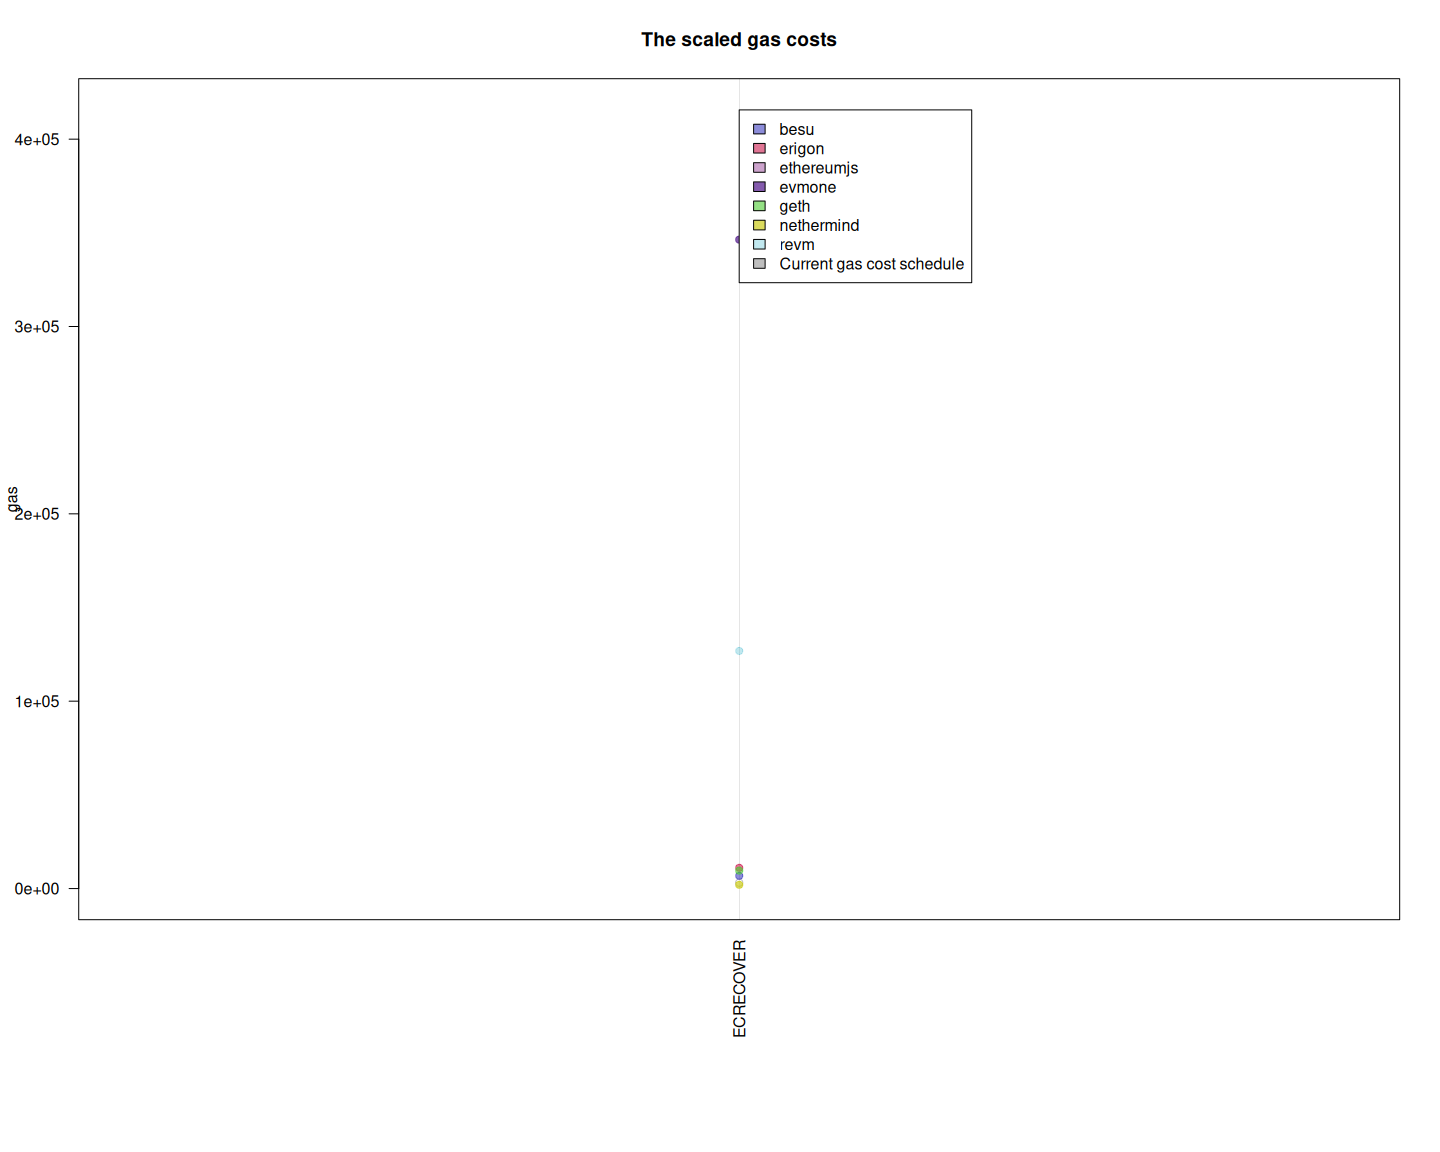 The scaled gas costs
gas
4e+05
3e+05
2e+05
1e+05
0e+00
besu
erigon
ethereumjs
evmone
geth
nethermind
revm
Current gas cost schedule
ECRECOVER